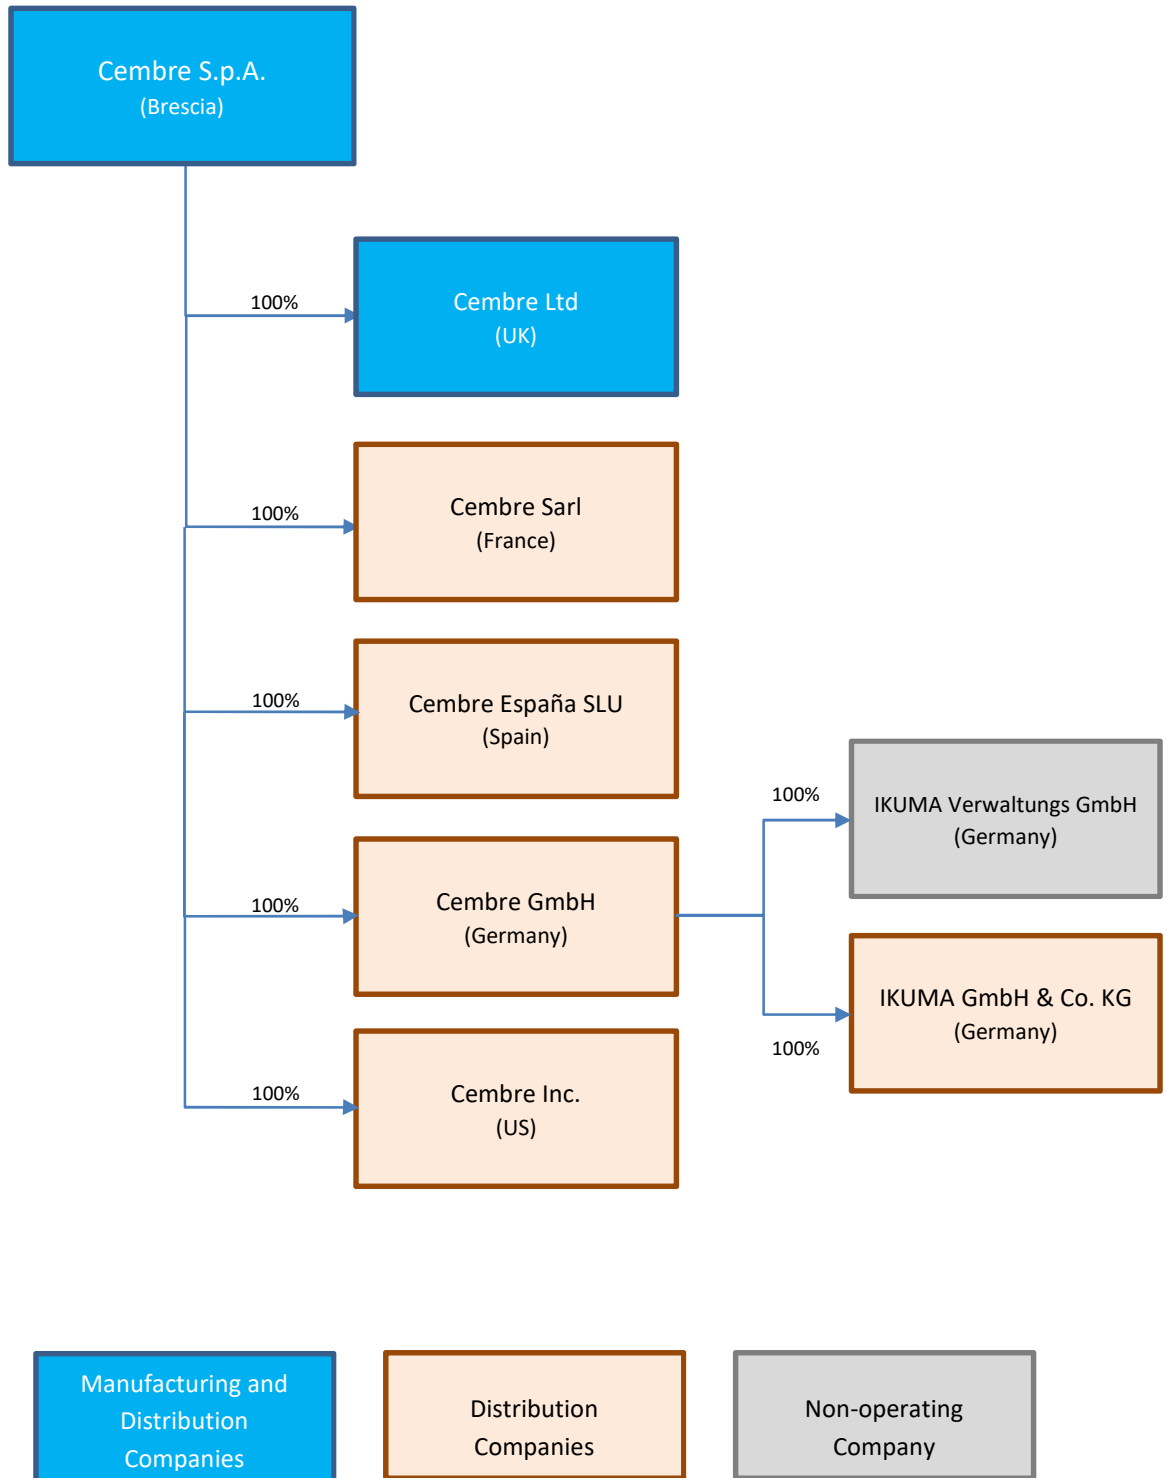 Cembre S.p.A.
(Brescia)
100%
Cembre Ltd
(UK)
100%
Cembre Sarl
(France)
100%
Cembre España SLU
(Spain)
100%
IKUMA Verwaltungs GmbH
(Germany)
100%
Cembre GmbH
(Germany)
100%
IKUMA GmbH & Co. KG
(Germany)
100%
Cembre Inc.
(US)
Manufacturing and
Distribution
Companies
Distribution
Companies
Non-operating
Company